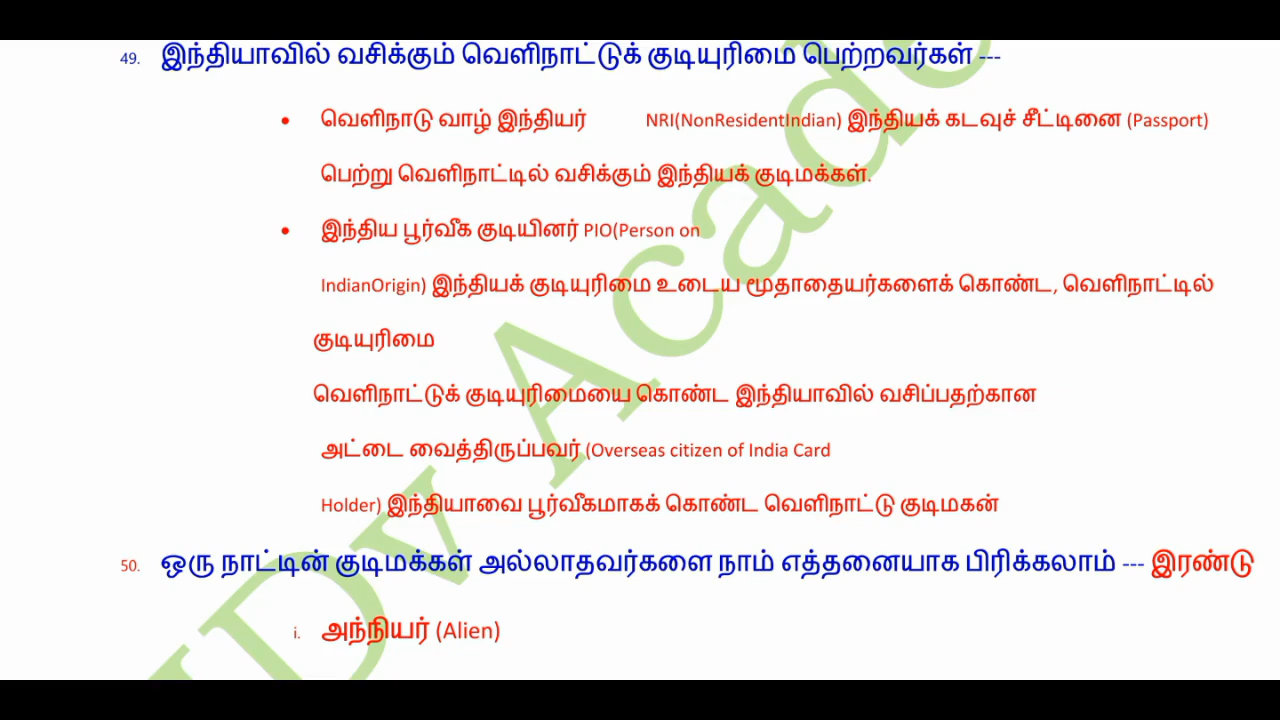 49. இந்தியாவில் வசிக்கும் வெளிநாட்டுக் குடியுரிமை பெற்றவர்கள் ---
• வெளிநாடு வாழ் இந்தியர் NRI(NonResidentIndian) இந்தியக் கடவுச் சீட்டினை (Passport)
பெற்று வெளிநாட்டில் வசிக்கும் இந்தியக் குடிமக்கள்.
• இந்திய பூர்வீக குடியினர் PIO(Person on
IndianOrigin) இந்தியக் குடியுரிமை உடைய மூதாதையர்களைக் கொண்ட, வெளிநாட்டில்
குடியுரிமை
வெளிநாட்டுக் குடியுரிமையை கொண்ட இந்தியாவில் வசிப்பதற்கான
அட்டை வைத்திருப்பவர் (Overseas citizen of India Card
Holder) இந்தியாவை பூர்வீகமாகக் கொண்ட வெளிநாட்டு குடிமகன்
50. ஒரு நாட்டின் குடிமக்கள் அல்லாதவர்களை நாம் எத்தனையாக பிரிக்கலாம் --- இரண்டு
i. அந்நியர் (Alien)
Dv Acade